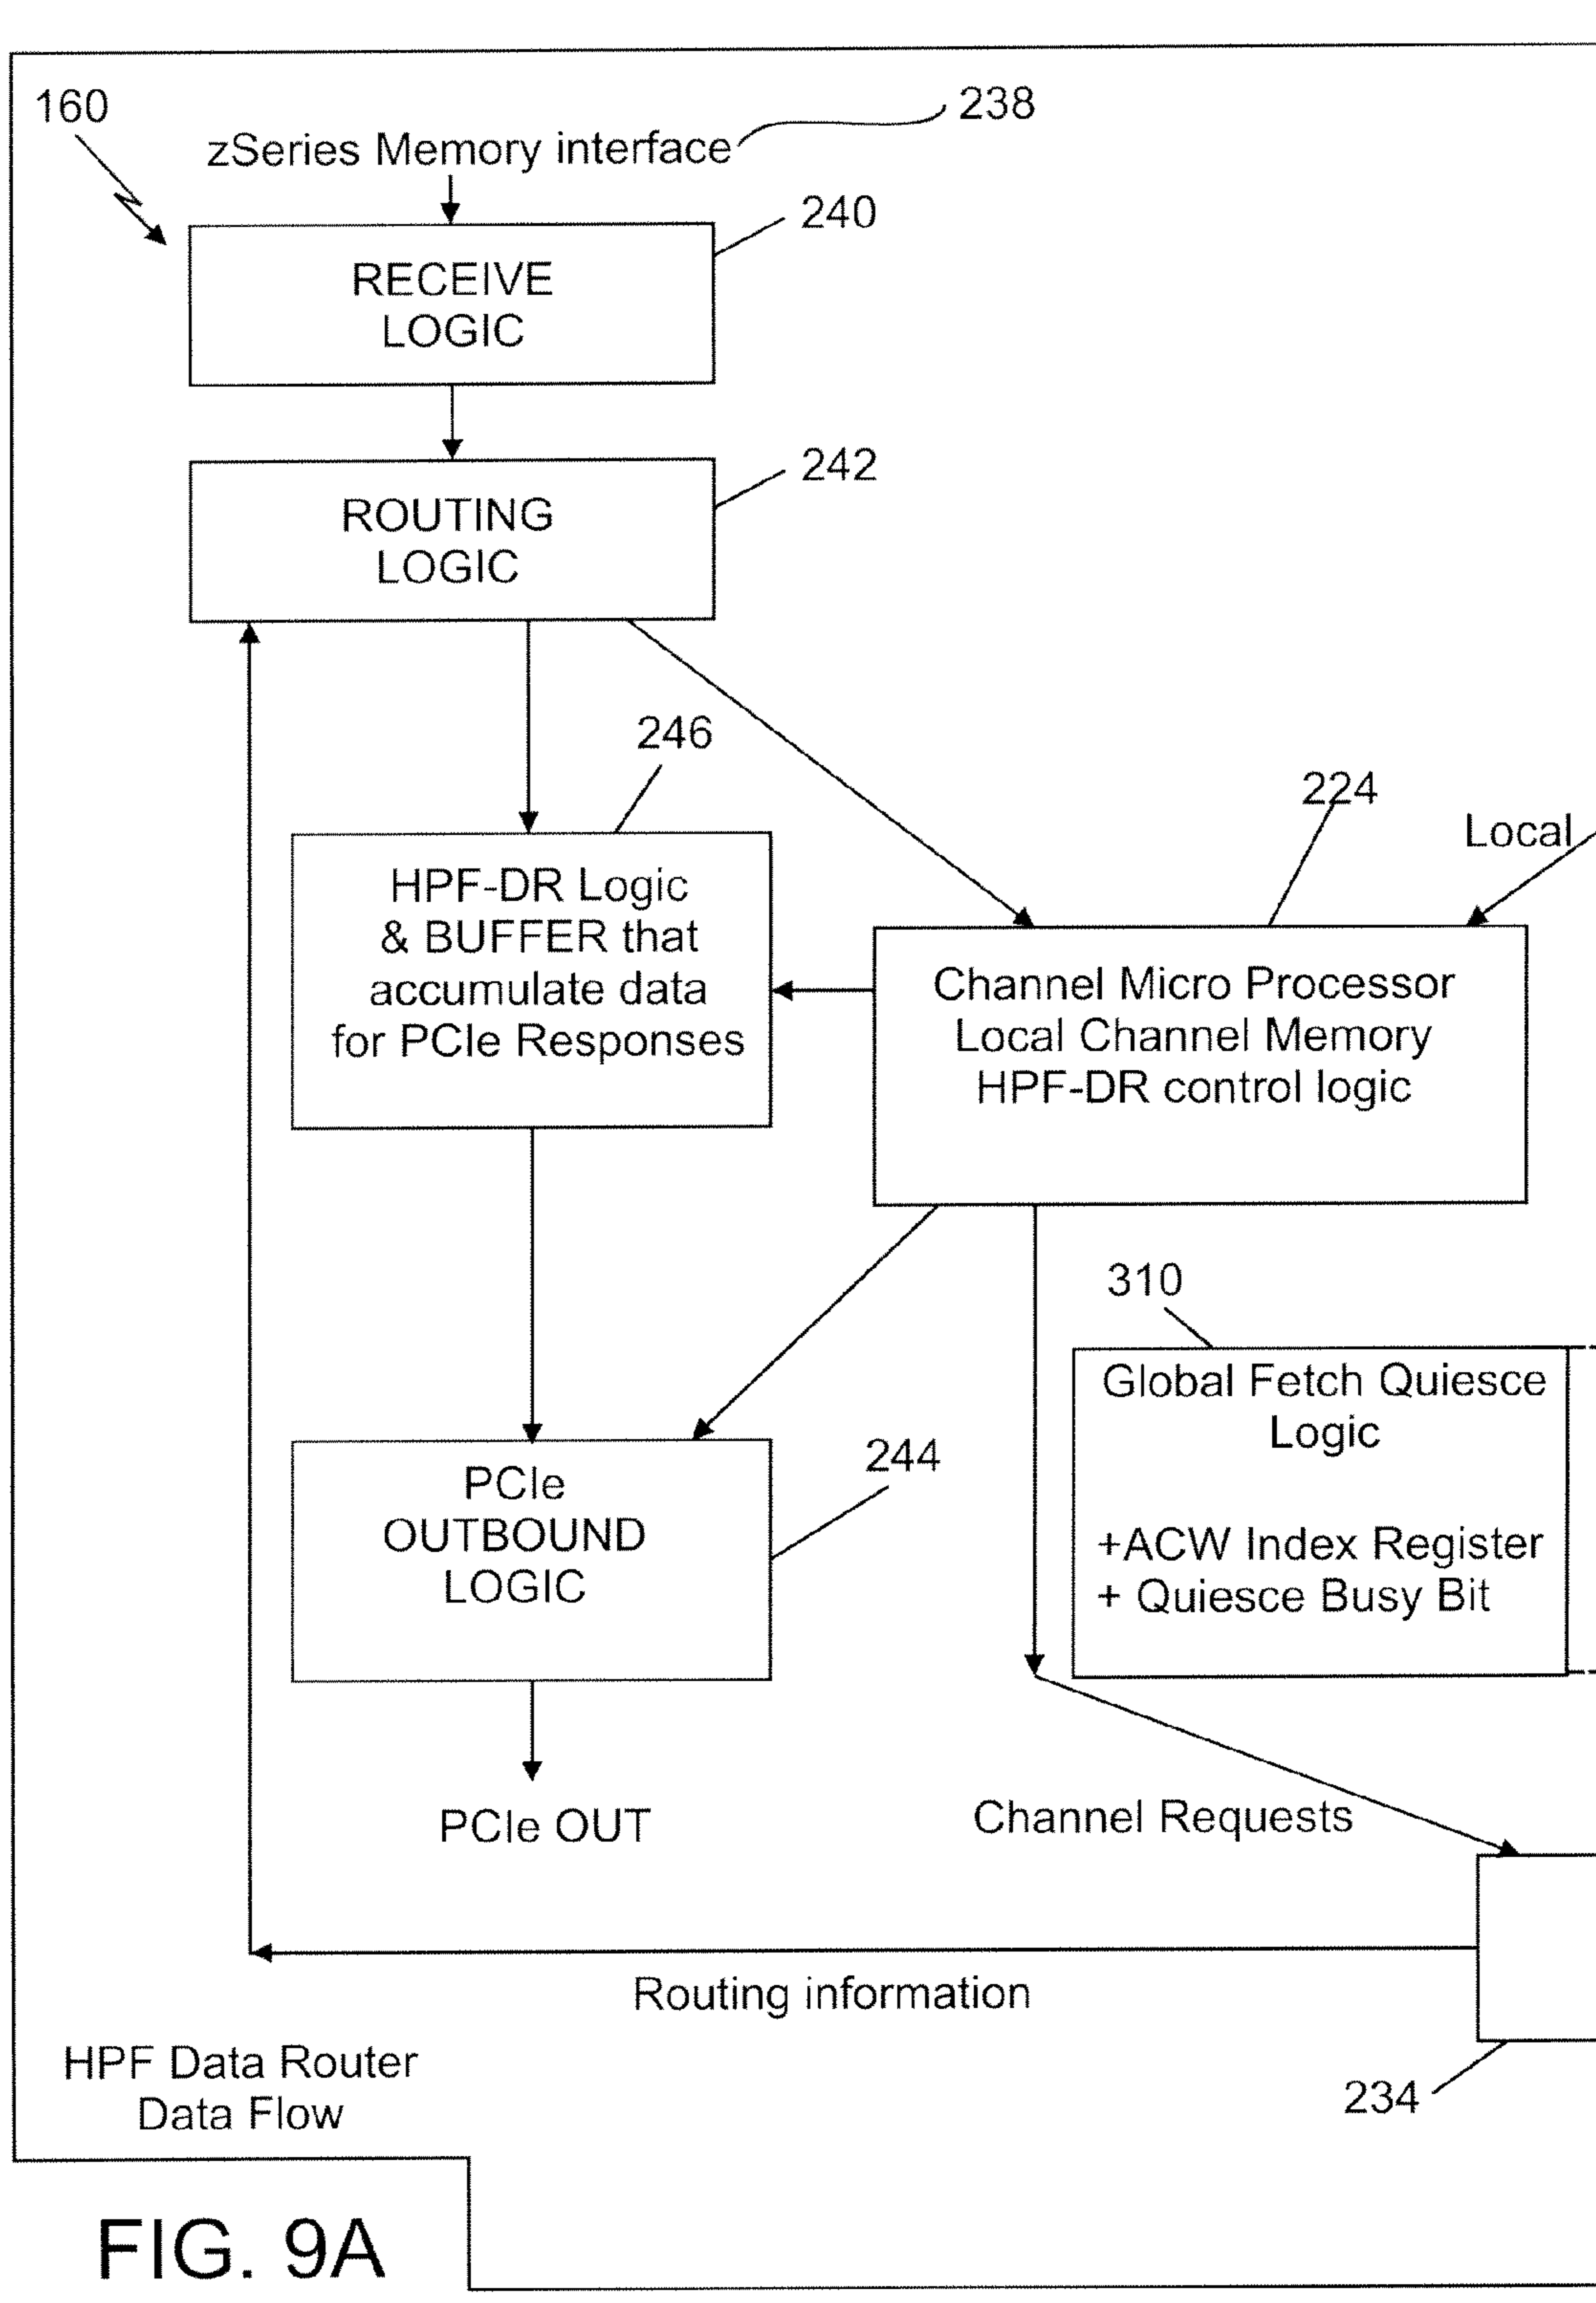 160
238
zSeries Memory interface
240
RECEIVE
LOGIC
242
ROUTING
LOGIC
246
224
Local
HPF-DR Logic
& BUFFER that
accumulate data
for PCIe Responses
Channel Micro Processor
Local Channel Memory
HPF-DR control logic
310
Global Fetch Quiesce
Logic
+ACW Index Register
+ Quiesce Busy Bit
244
PCIe
OUTBOUND
LOGIC
PCIe OUT
Channel Requests
Routing information
234
HPF Data Router
Data Flow
FIG. 9A